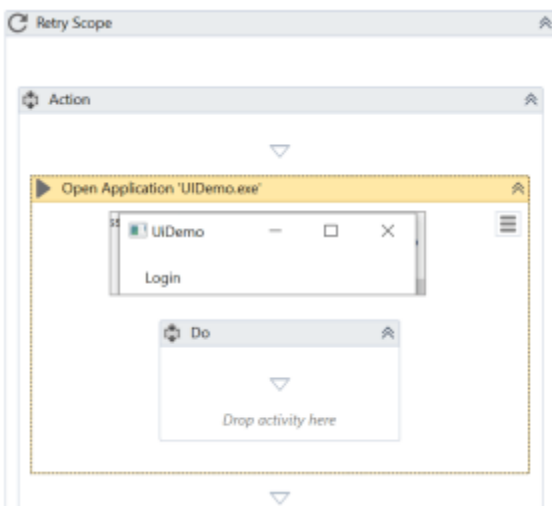 Retry Scope
Action
Open Application 'UIDemo.exe'
UiDemo
Login
Do
Drop activity here